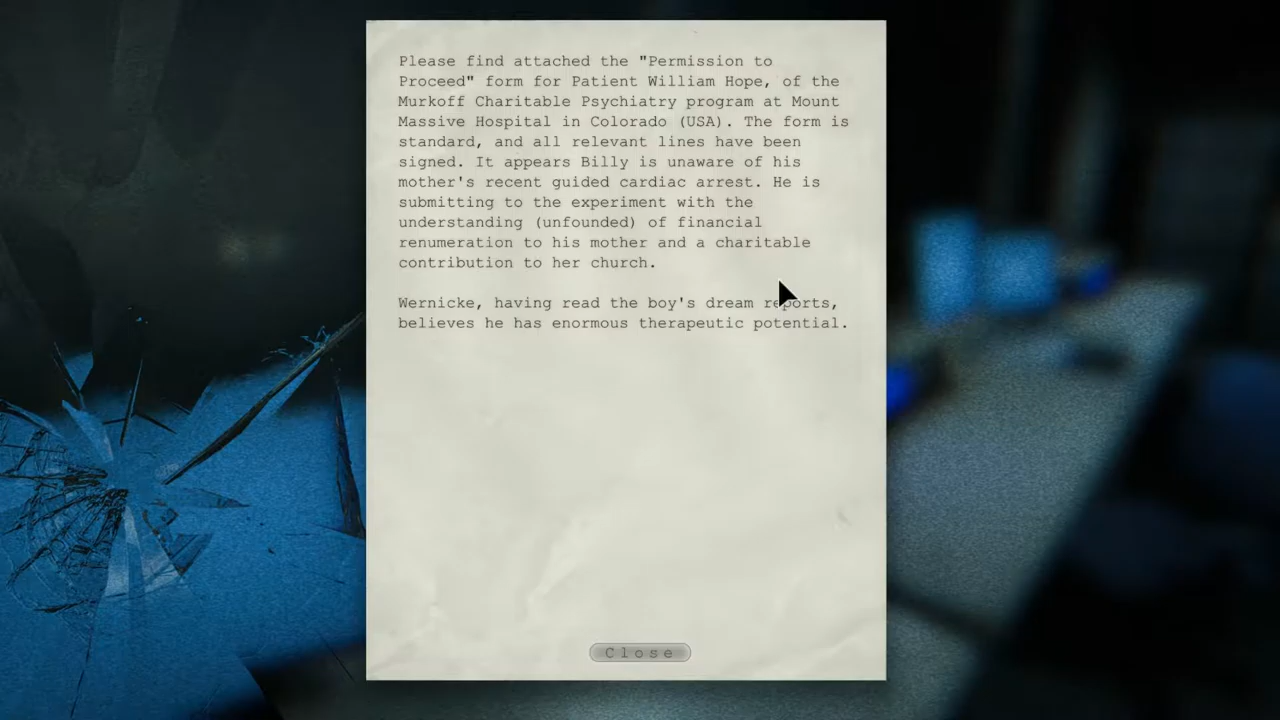 Please find attached the "Permission to
Proceed" form for Patient William Hope, of the
Murkoff Charitable Psychiatry program at Mount
Massive Hospital in Colorado (USA). The form is
standard, and all relevant lines have been
signed. It appears Billy is unaware of his
mother's recent guided cardiac arrest. He is
submitting to the experiment with the
understanding (unfounded) of financial
renumeration to his mother and a charitable
contribution to her church.
Wernicke, having read the boy's dream reports,
believes he has enormous therapeutic potential.
Close